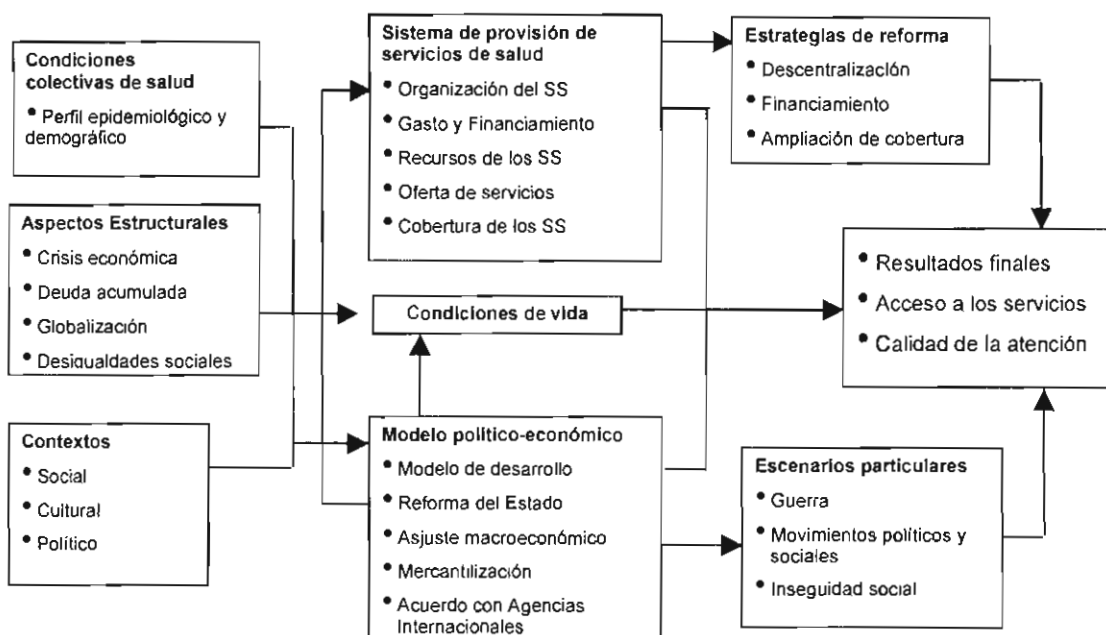 Condiciones
colectivas de salud
• Perfil epidemiológico y
demográfico
Aspectos Estructurales
• Crisis económica
• Deuda acumulada
• Globalización
• Desigualdades sociales
Contextos
• Social
• Cultural
• Político
Sistema de provisión de
servicios de salud
• Organización del SS
• Gasto y Financiamiento
• Recursos de los SS
• Oferta de servicios
• Cobertura de los SS
Condiciones de vida
Modelo político-económico
• Modelo de desarrollo
• Reforma del Estado
• Asjuste macroeconómico
• Mercantilización
• Acuerdo con Agencias
Internacionales
Estrategias de reforma
• Descentralización
• Financiamiento
• Ampliación de cobertura
• Resultados finales
• Acceso a los servicios
• Calidad de la atención
Escenarios particulares
• Guerra
• Movimientos políticos y
sociales
• Inseguidad social